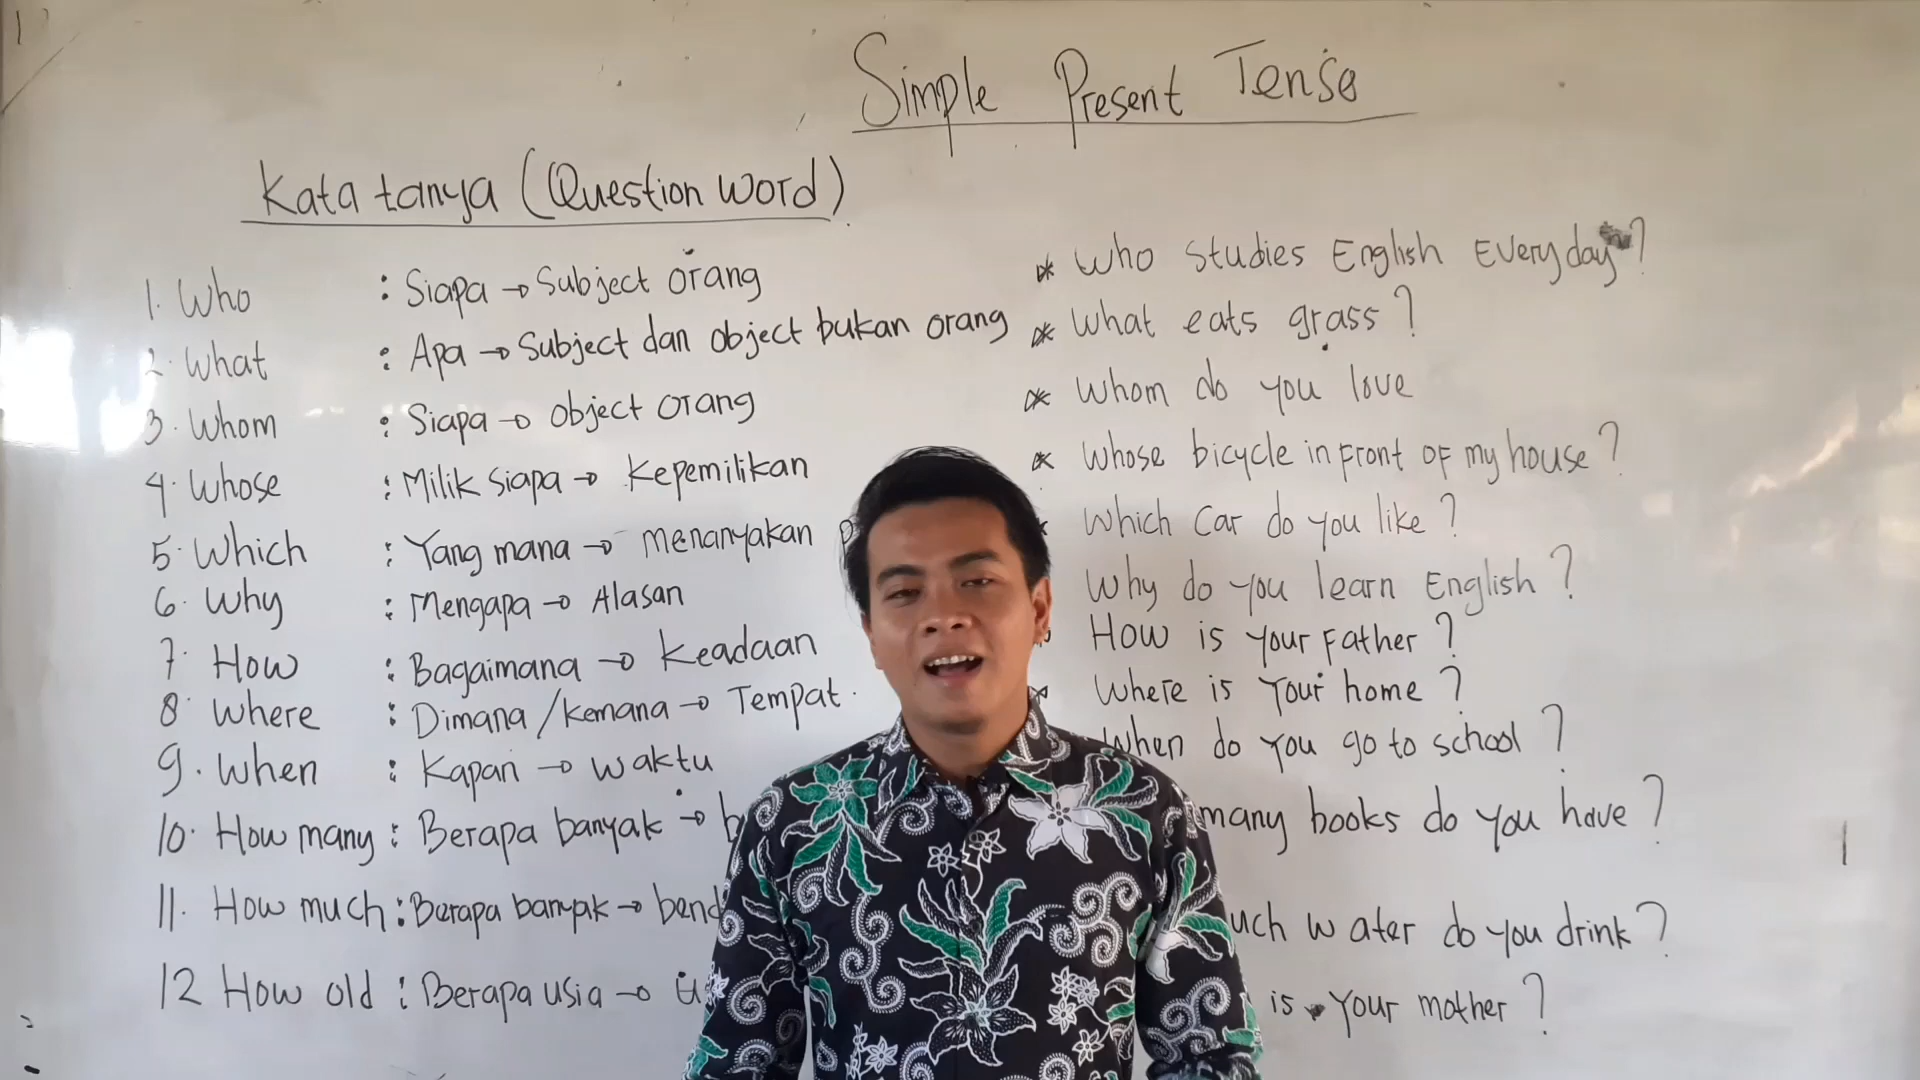 Simple Present Tense
Kata tanya (Question Word)
1. Who : Siapa → Subject orang
2. What : Apa → Subject dan object bukan orang
3. Whom : Siapa → object orang
4. Whose : Milik siapa → Kepemilikan
5. Which : Yang mana → menanyakan
6. Why : Mengapa → Alasan
7. How : Bagaimana → Keadaan
8. Where : Dimana / kemana → Tempat.
9. When : Kapan → waktu
10. How many : Berapa banyak →
11. How much : Berapa banyak →
12 How old : Berapa usia →
* Who studies English Everyday?
* What eats grass?
* Whom do you love
* Whose bicycle in front of my house?
Which Car do you like?
Why do you learn English?
How is your Father?
Where is Your home?
When do you go to school?
many books do you have?
water do you drink?
is your mother?